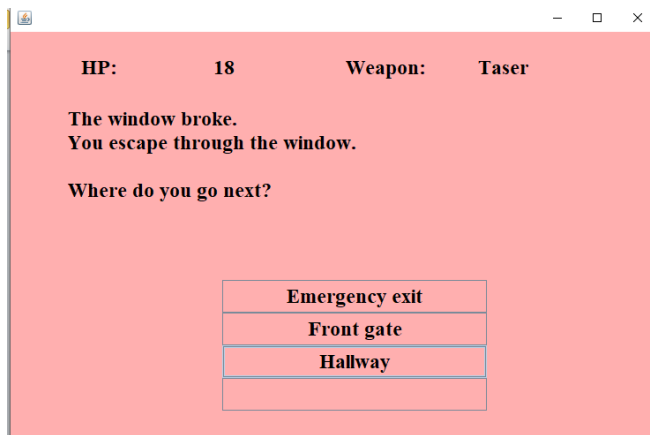 HP: 18 Weapon: Taser
The window broke.
You escape through the window.
Where do you go next?
Emergency exit
Front gate
Hallway